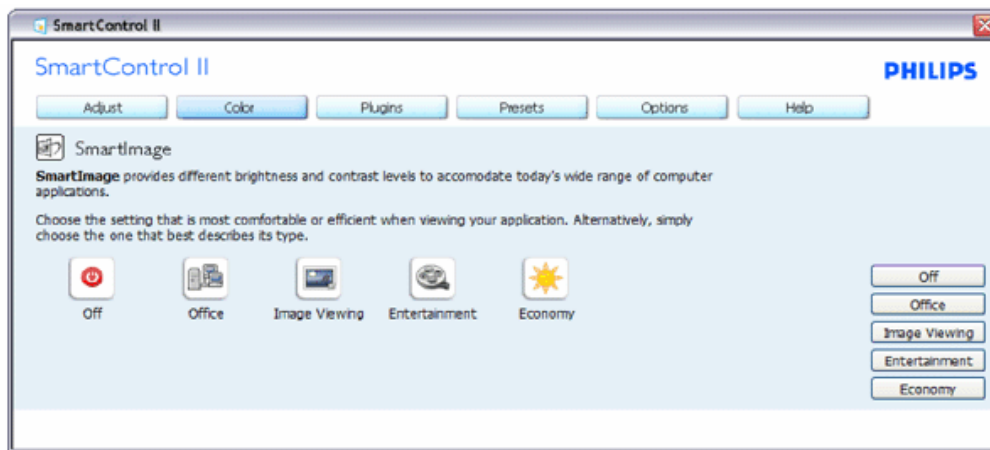 SmartControl II
SmartControl II
PHILIPS
Adjust
Color
Plugins
Presets
Options
Help
SmartImage
SmartImage provides different brightness and contrast levels to accomodate today's wide range of computer
applications.
Choose the setting that is most comfortable or efficient when viewing your application. Alternatively, simply
choose the one that best describes its type.
Off
Office
Image Viewing
Entertainment
Economy
Off
Office
Image Viewing
Entertainment
Economy